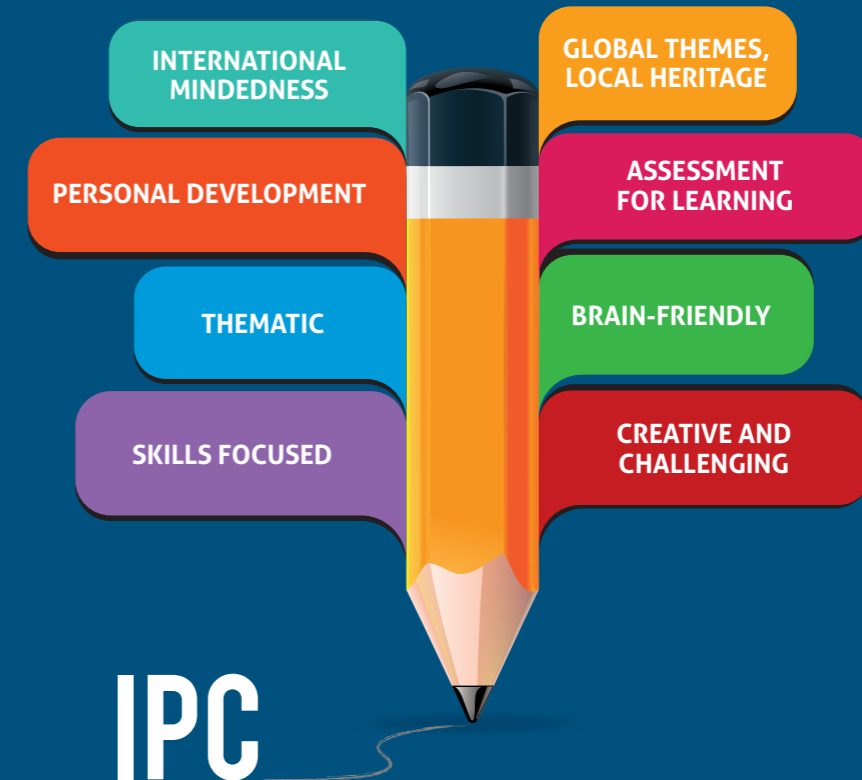 INTERNATIONAL
MINDEDNESS
GLOBAL THEMES,
LOCAL HERITAGE
PERSONAL DEVELOPMENT
ASSESSMENT
FOR LEARNING
THEMATIC
BRAIN-FRIENDLY
SKILLS FOCUSED
CREATIVE AND
CHALLENGING
IPC